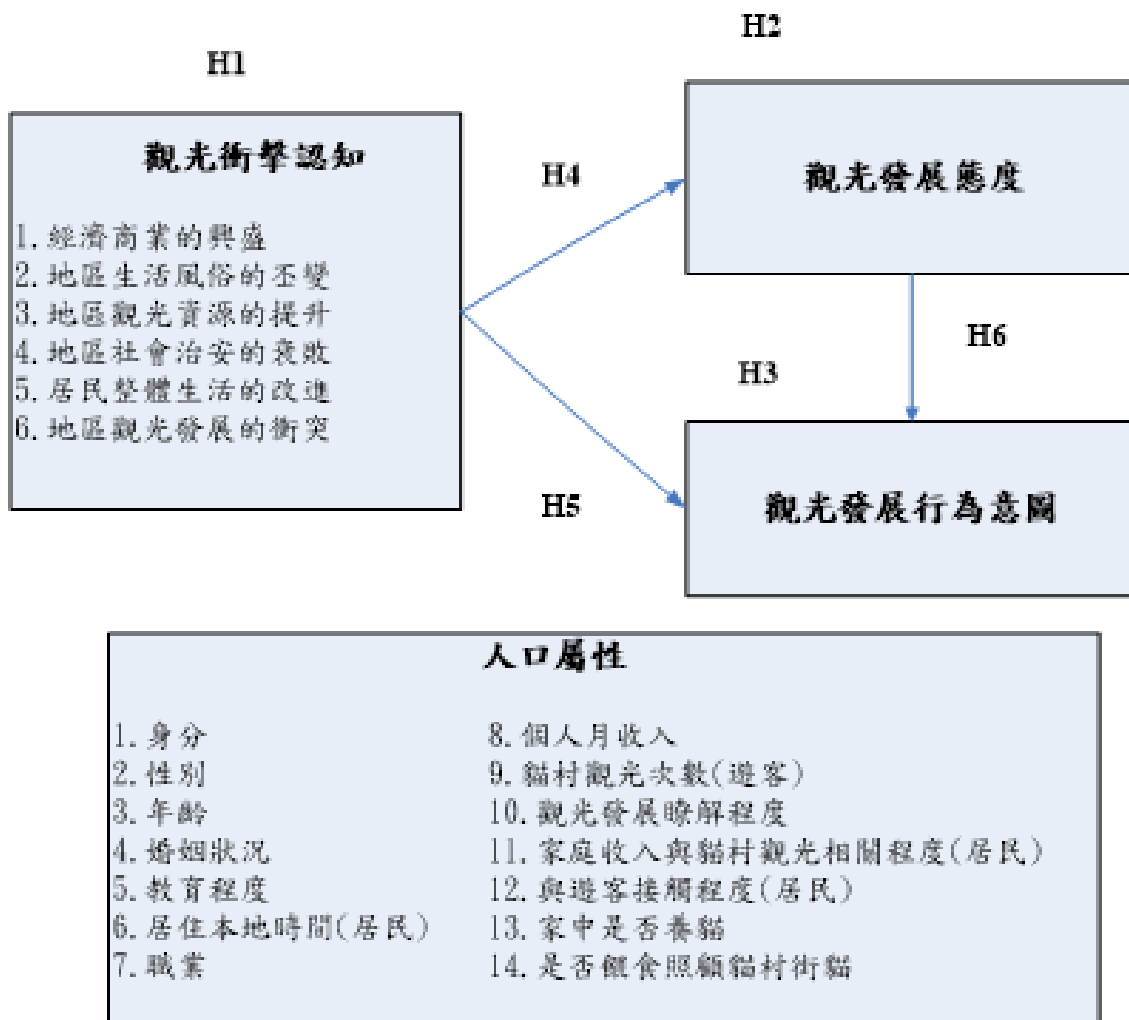 H2
H1
觀光衝擊認知
1.經濟商業的興盛
2.地區生活風俗的丕變
3.地區觀光資源的提升
4.地區社會治安的衰敗
5.居民整體生活的改進
6.地區觀光發展的衝突
H4
觀光發展態度
H6
H3
H5
觀光發展行為意圖
人口屬性
1.身分
2.性別
3.年齡
4.婚姻狀況
5.教育程度
6.居住本地時間(居民)
7.職業
8.個人月收入
9.貓村觀光次數(遊客)
10.觀光發展瞭解程度
11.家庭收入與貓村觀光相關程度(居民)
12.與遊客接觸程度(居民)
13.家中是否養貓
14.是否餵食照顧貓村街貓